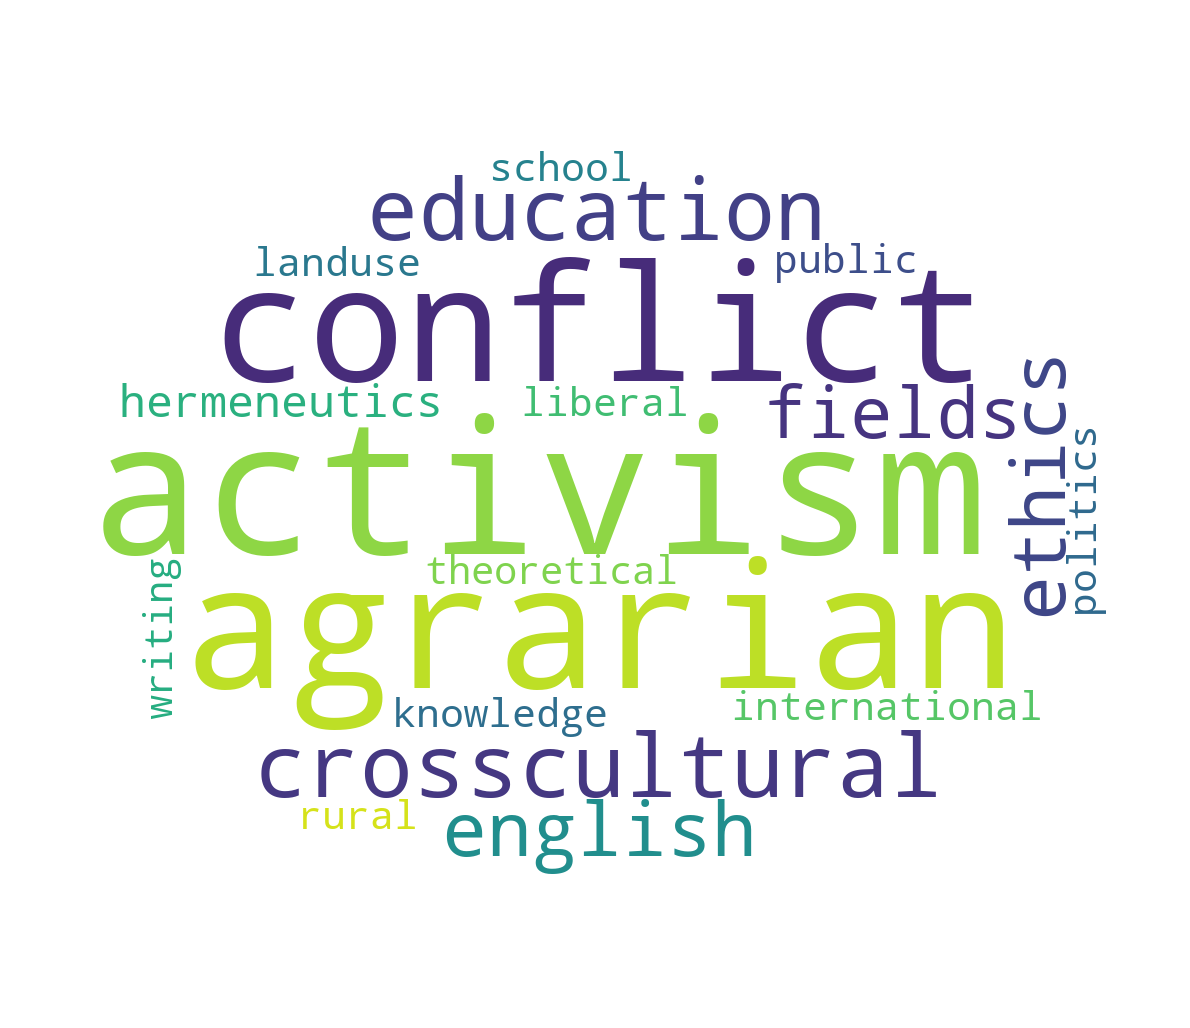 school
education
landuse
public
conflict
hermeneutics
liberal
fields
ethics
politics
activism
theoretical
writing
agrarian
knowledge
international
crosscultural
rural
english